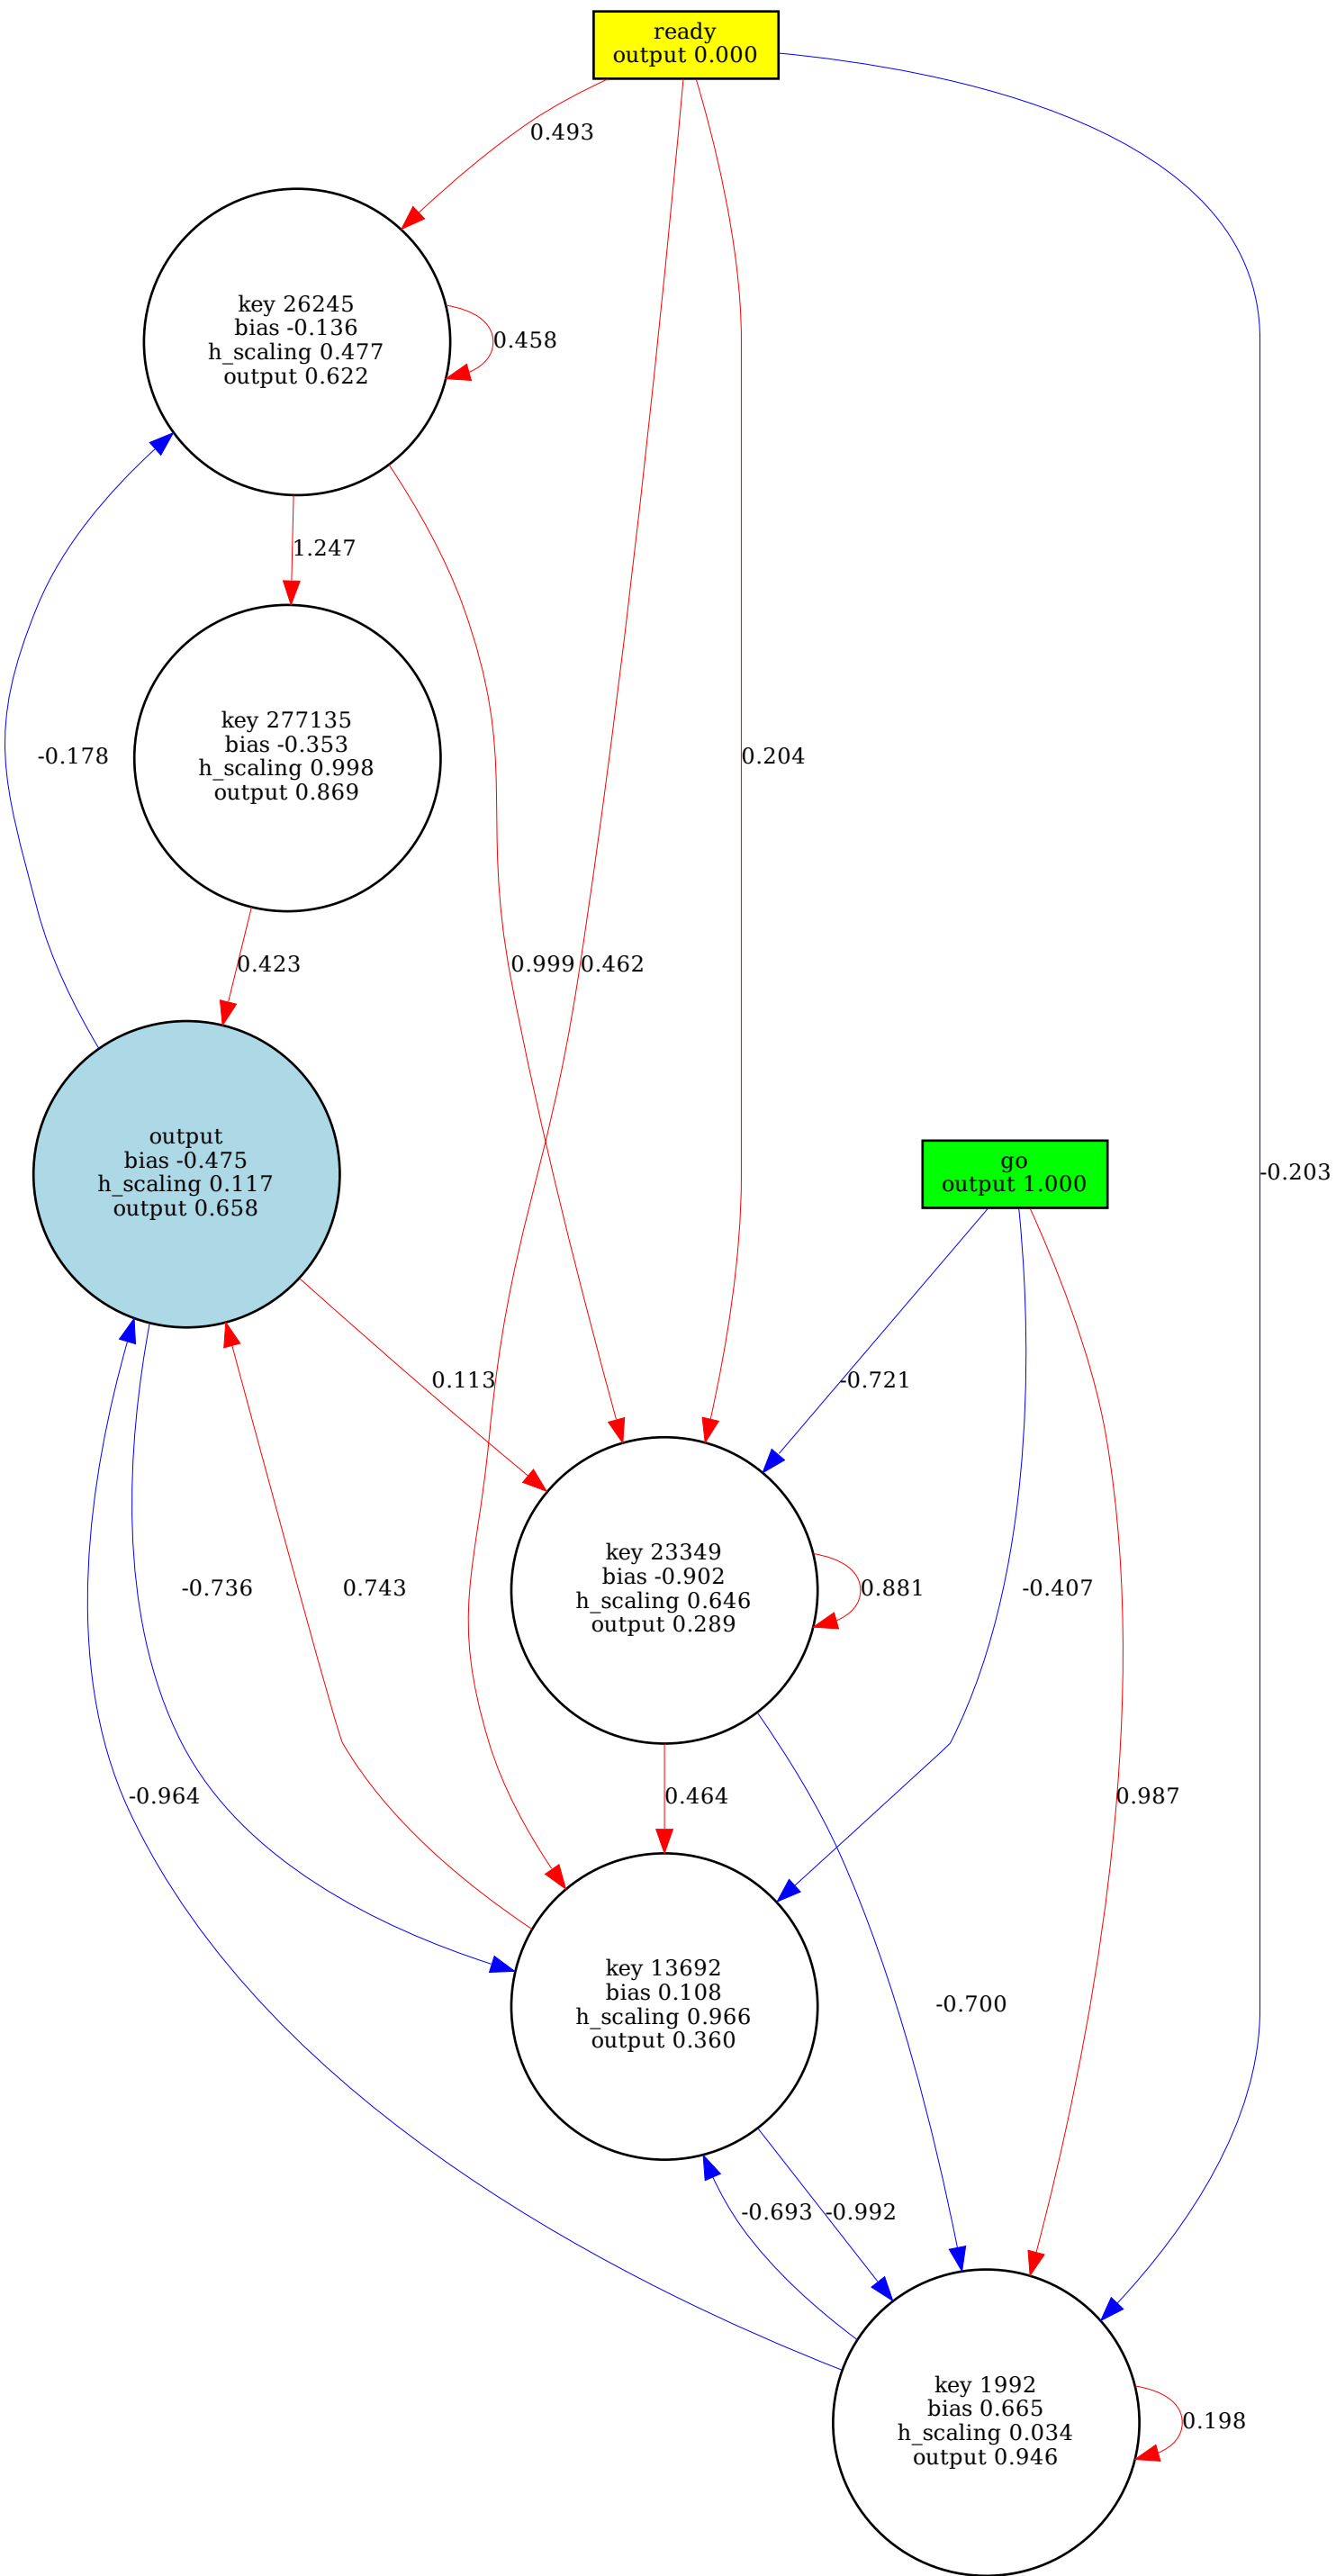 ready
output 0.000
0.493
key 26245
bias -0.136
h_scaling 0.477
output 0.622
0.458
1.247
key 277135
bias -0.353
h_scaling 0.998
output 0.869
-0.178
0.204
0.423
0.999
0.462
output
bias -0.475
h_scaling 0.117
output 0.658
go
output 1.000
-0.203
0.113
-0.721
key 23349
bias -0.902
h_scaling 0.646
output 0.289
-0.736
0.743
0.881
-0.407
-0.964
0.464
0.987
key 13692
bias 0.108
h_scaling 0.966
output 0.360
-0.700
-0.693
-0.992
key 1992
bias 0.665
h_scaling 0.034
output 0.946
0.198